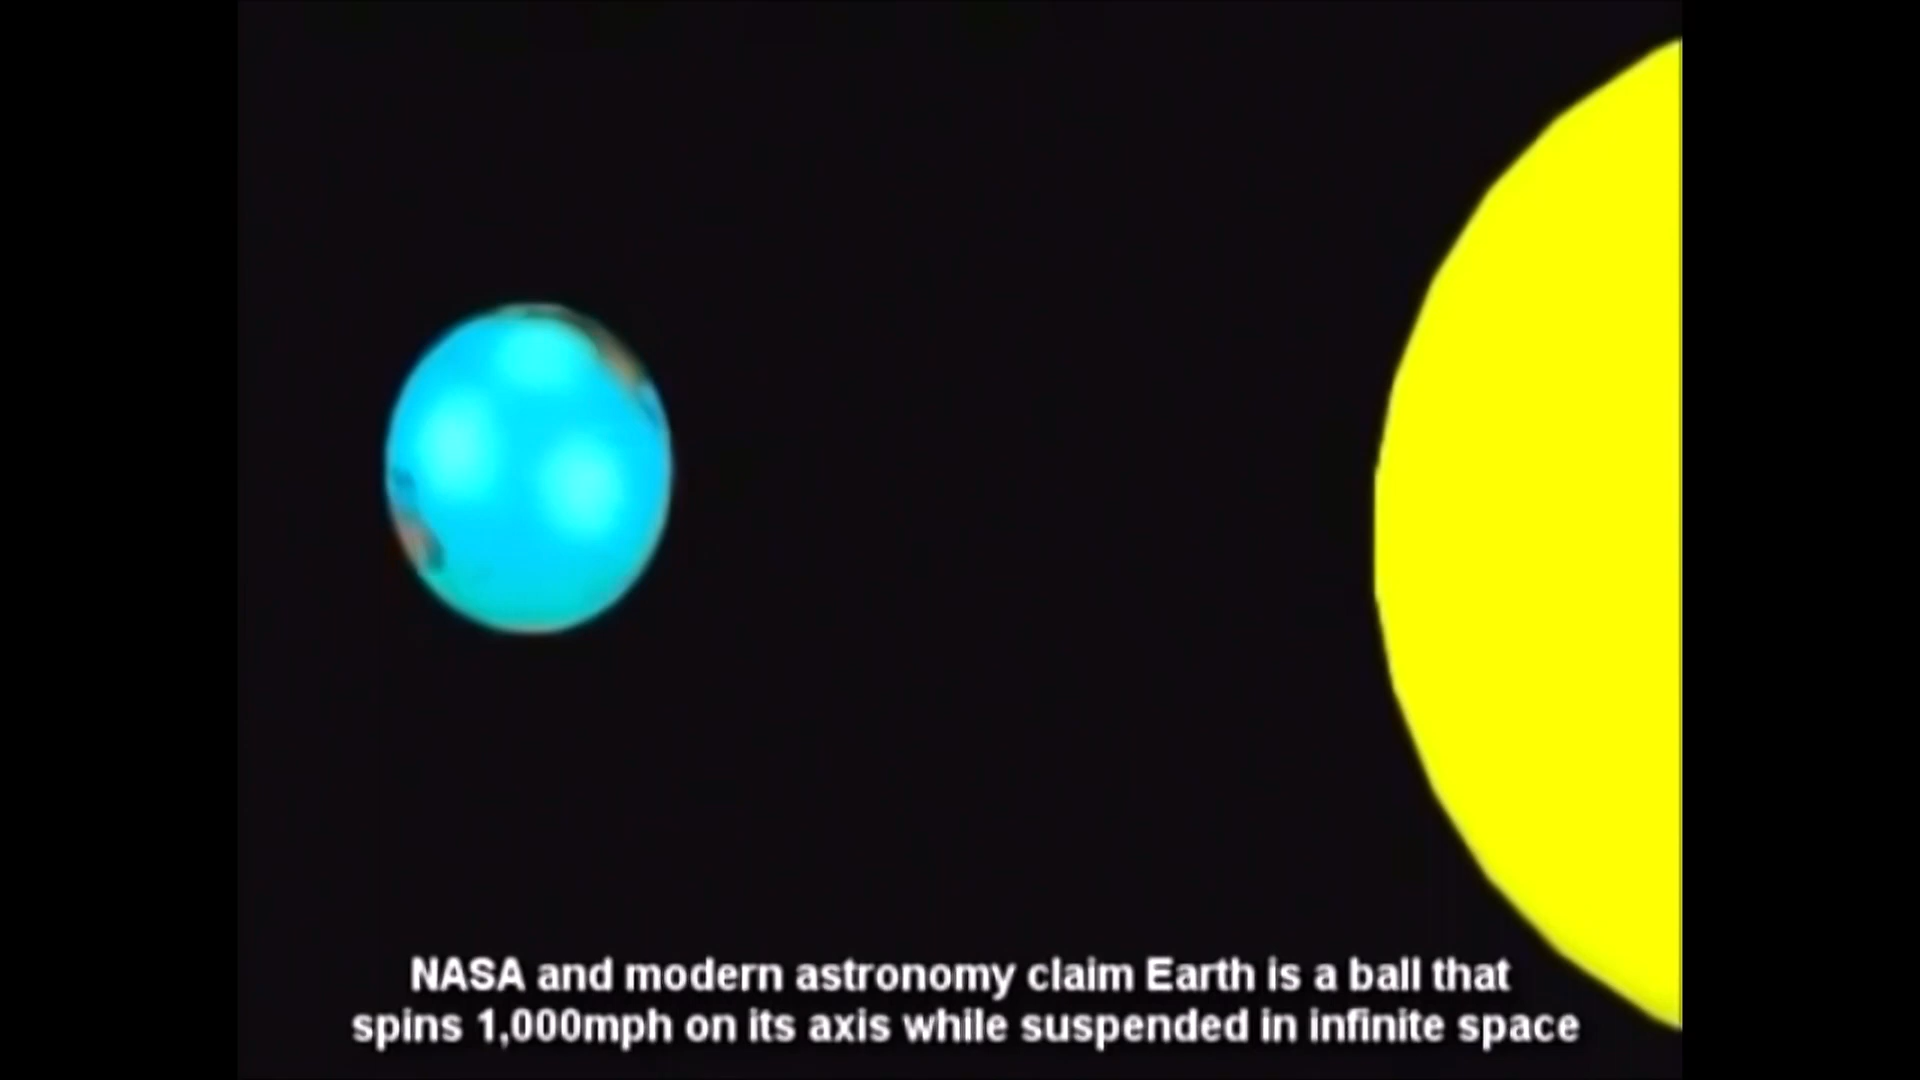 NASA and modern astronomy claim Earth is a ball that
spins 1,000mph on its axis while suspended in infinite space